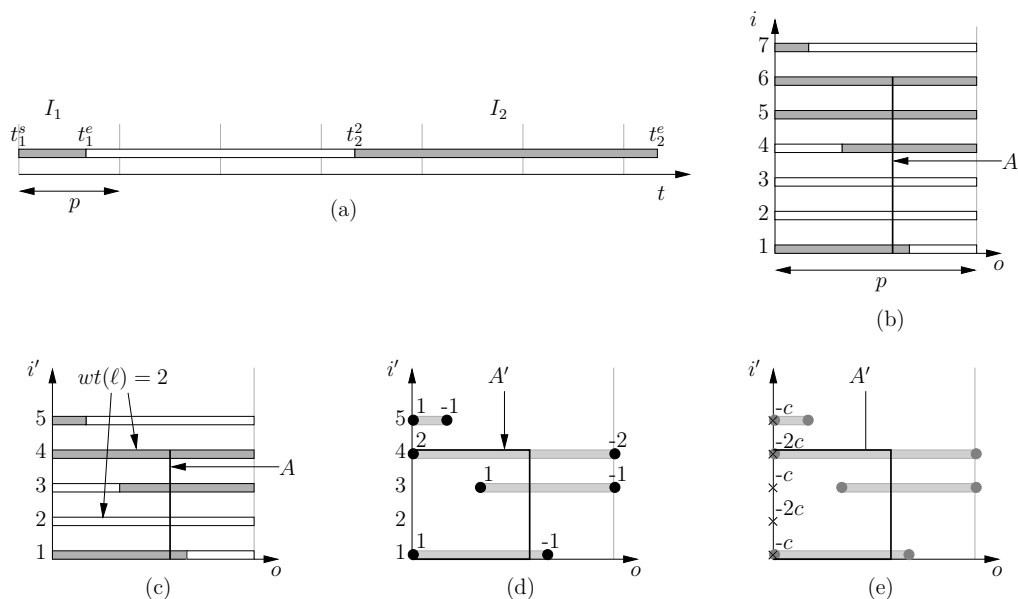 I₁
I₂
t₁ˢ
t₁ᵉ
t₂²
t₂ᵉ
p
t
(a)
i
7
6
5
4
3
2
1
A
o
p
(b)
i′
wt(ℓ) = 2
5
4
3
2
1
A
o
(c)
i′
A′
5
1
-1
4
2
-2
3
1
-1
2
1
1
-1
o
(d)
i′
A′
-c
-2c
-c
-2c
-c
o
(e)